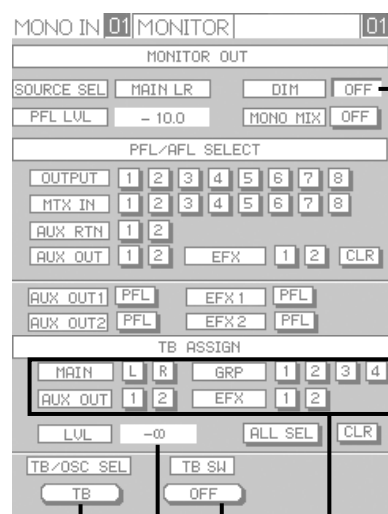 MONO IN 01 MONITOR 01
MONITOR OUT
SOURCE SEL MAIN LR DIM OFF
PFL LVL – 10.0 MONO MIX OFF
PFL/AFL SELECT
OUTPUT 1 2 3 4 5 6 7 8
MTX IN 1 2 3 4 5 6 7 8
AUX RTN 1 2
AUX OUT 1 2 EFX 1 2 CLR
AUX OUT1 PFL EFX1 PFL
AUX OUT2 PFL EFX2 PFL
TB ASSIGN
MAIN L R GRP 1 2 3 4
AUX OUT 1 2 EFX 1 2
LVL –∞ ALL SEL CLR
TB/OSC SEL TB SW
TB OFF